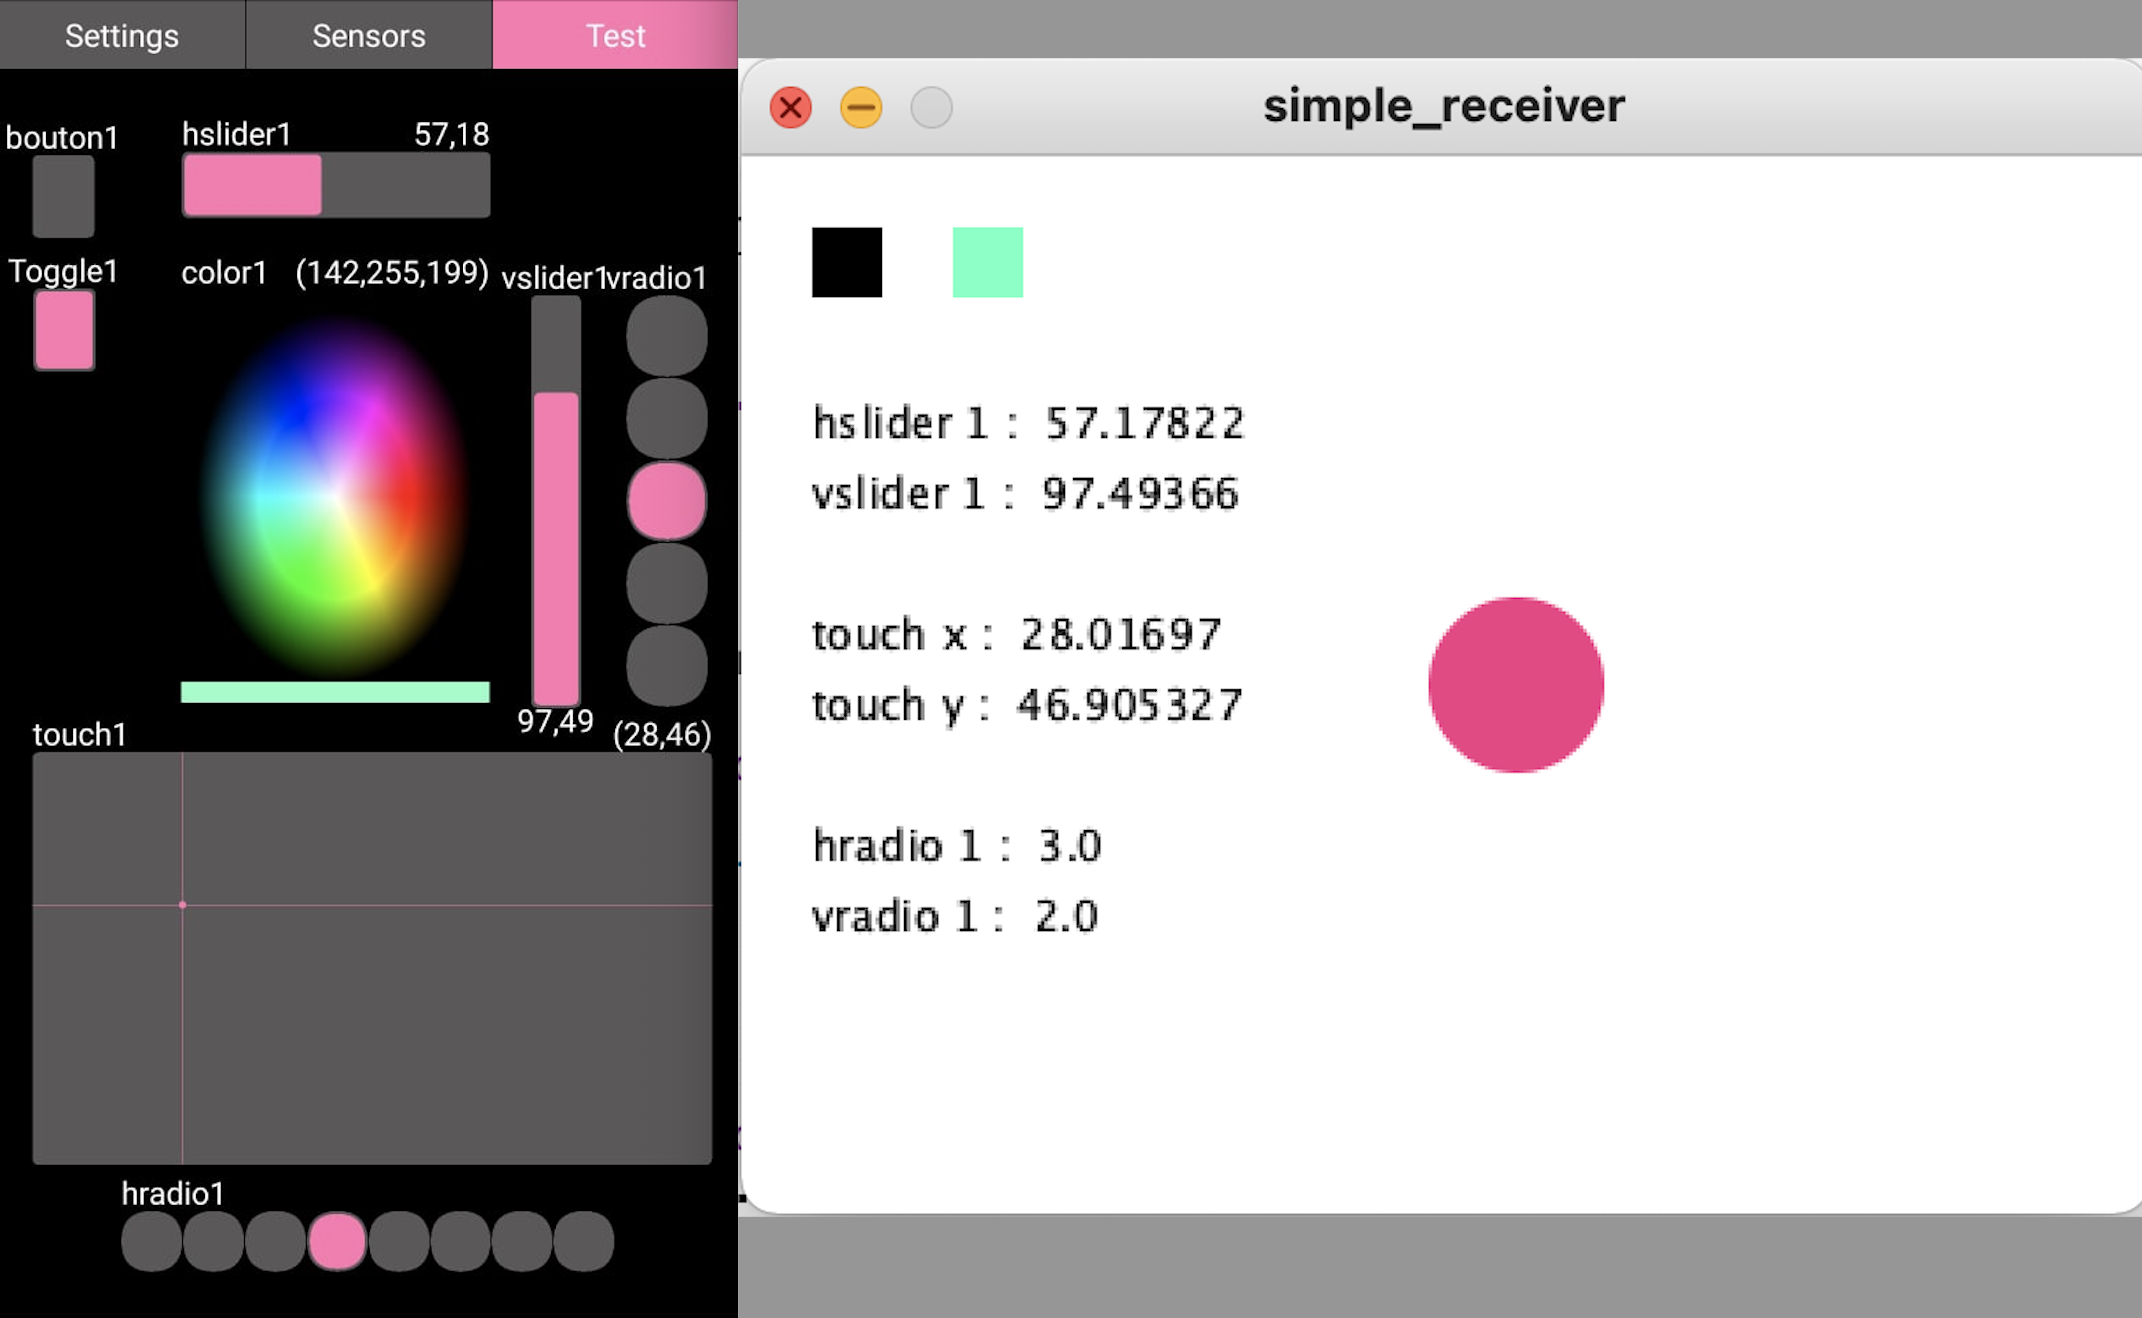 Settings Sensors Test
bouton1
hslider1 57,18
Toggle1
color1 (142,255,199)
vslider1
vradio1
97,49
touch1
(28,46)
hradio1
simple_receiver
hslider 1 : 57.17822
vslider 1 : 97.49366
touch x : 28.01697
touch y : 46.905327
hradio 1 : 3.0
vradio 1 : 2.0